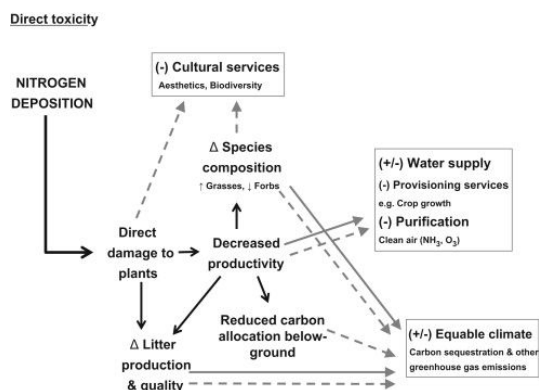 Direct toxicity
NITROGEN
DEPOSITION
(-) Cultural services
Aesthetics, Biodiversity
Δ Species
composition
↑ Grasses, ↓ Forbs
(+/-) Water supply
(-) Provisioning services
e.g. Crop growth
(-) Purification
Clean air (NH3, O3)
Direct
damage to
plants
Decreased
productivity
Reduced carbon
allocation below-
ground
Δ Litter
production
& quality
(+/-) Equable climate
Carbon sequestration & other
greenhouse gas emissions